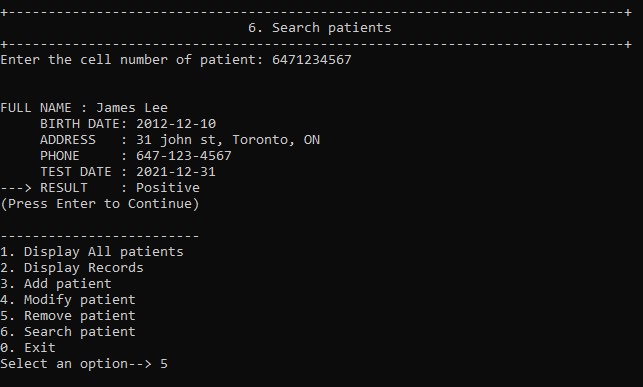 +-----------------------------------------------------------------------------+
6. Search patients
+-----------------------------------------------------------------------------+
Enter the cell number of patient: 6471234567
FULL NAME : James Lee
BIRTH DATE: 2012-12-10
ADDRESS   : 31 john st, Toronto, ON
PHONE     : 647-123-4567
TEST DATE : 2021-12-31
---> RESULT    : Positive
(Press Enter to Continue)
-------------------------
1. Display All patients
2. Display Records
3. Add patient
4. Modify patient
5. Remove patient
6. Search patient
0. Exit
Select an option--> 5